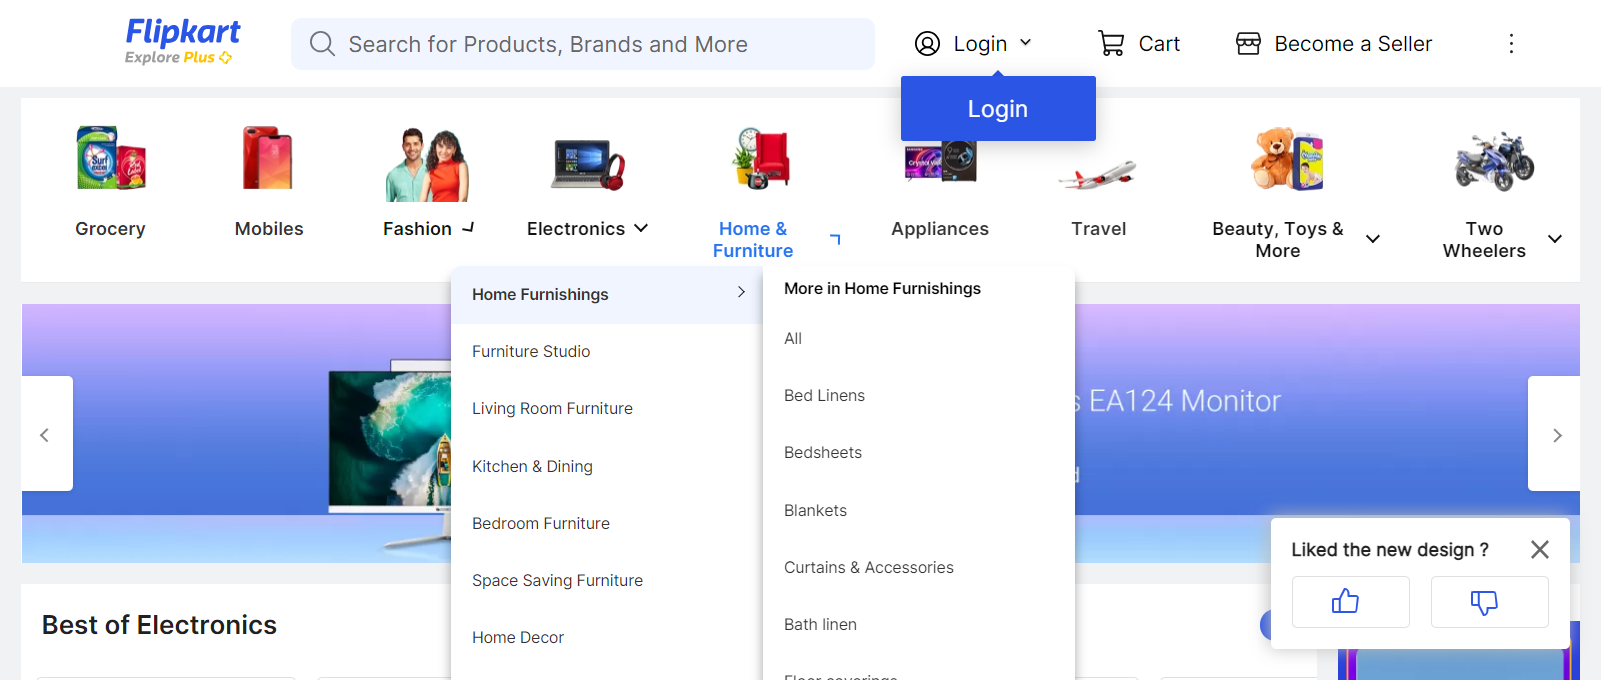 Flipkart
Explore Plus
Search for Products, Brands and More
Login
Cart
Become a Seller
Login
Grocery
Mobiles
Fashion
Electronics
Home &
Furniture
Appliances
Travel
Beauty, Toys &
More
Two
Wheelers
Home Furnishings
Furniture Studio
Living Room Furniture
Kitchen & Dining
Bedroom Furniture
Space Saving Furniture
Home Decor
More in Home Furnishings
All
Bed Linens
Bedsheets
Blankets
Curtains & Accessories
Bath linen
Floor coverings
EA124 Monitor
Liked the new design ?
Best of Electronics